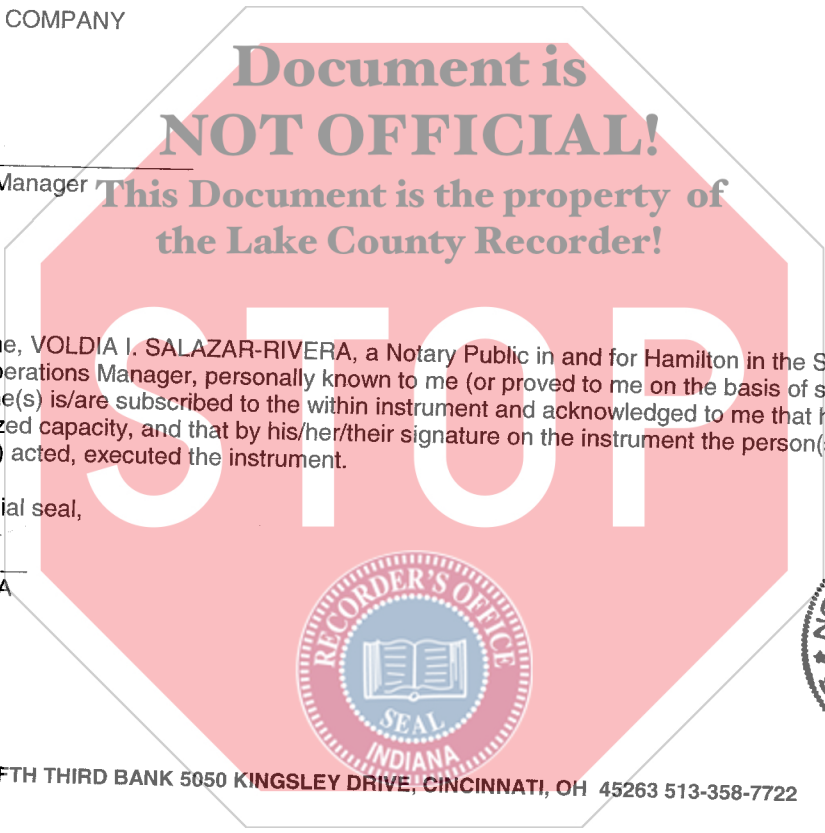 COMPANY
Document is
NOT OFFICIAL!
Manager
This Document is the property of
the Lake County Recorder!
STOP
e, VOLDIA I. SALAZAR-RIVERA, a Notary Public in and for Hamilton in the S
erations Manager, personally known to me (or proved to me on the basis of s
e(s) is/are subscribed to the within instrument and acknowledged to me that h
zed capacity, and that by his/her/their signature on the instrument the person(s
) acted, executed the instrument.
ial seal,
A
RECORDER'S OFFICE
SEAL
INDIANA
NO
FTH THIRD BANK 5050 KINGSLEY DRIVE, CINCINNATI, OH 45263 513-358-7722